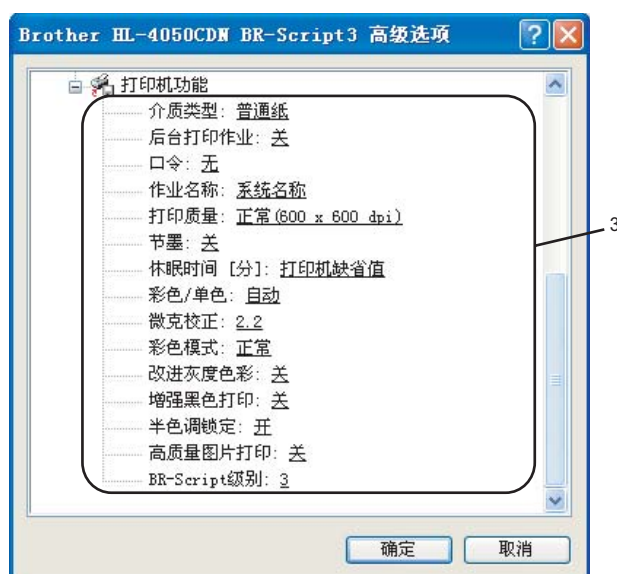 Brother HL-4050CDN BR-Script3 高级选项
打印机功能
介质类型: 普通纸
后台打印作业: 关
口令: 无
作业名称: 系统名称
打印质量: 正常(600 x 600 dpi)
节墨: 关
休眠时间 [分]: 打印机缺省值
彩色/单色: 自动
微克校正: 2.2
彩色模式: 正常
改进灰度色彩: 关
增强黑色打印: 关
半色调锁定: 开
高质量图片打印: 关
BR-Script级别: 3
3
确定
取消